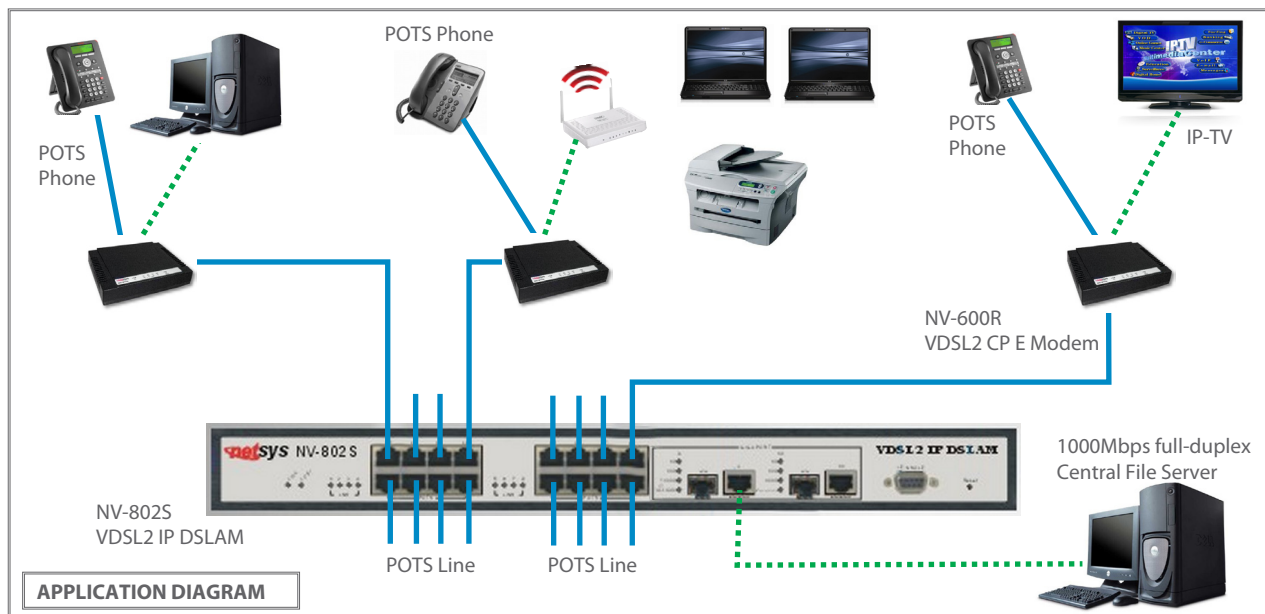 POTS Phone
POTS
Phone
POTS
Phone
IPTV
IP-TV
NV-600R
VDSL2 CP E Modem
netsys NV-802S
VDSL2 IP DSLAM
1000Mbps full-duplex
Central File Server
NV-802S
VDSL2 IP DSLAM
POTS Line
POTS Line
APPLICATION DIAGRAM